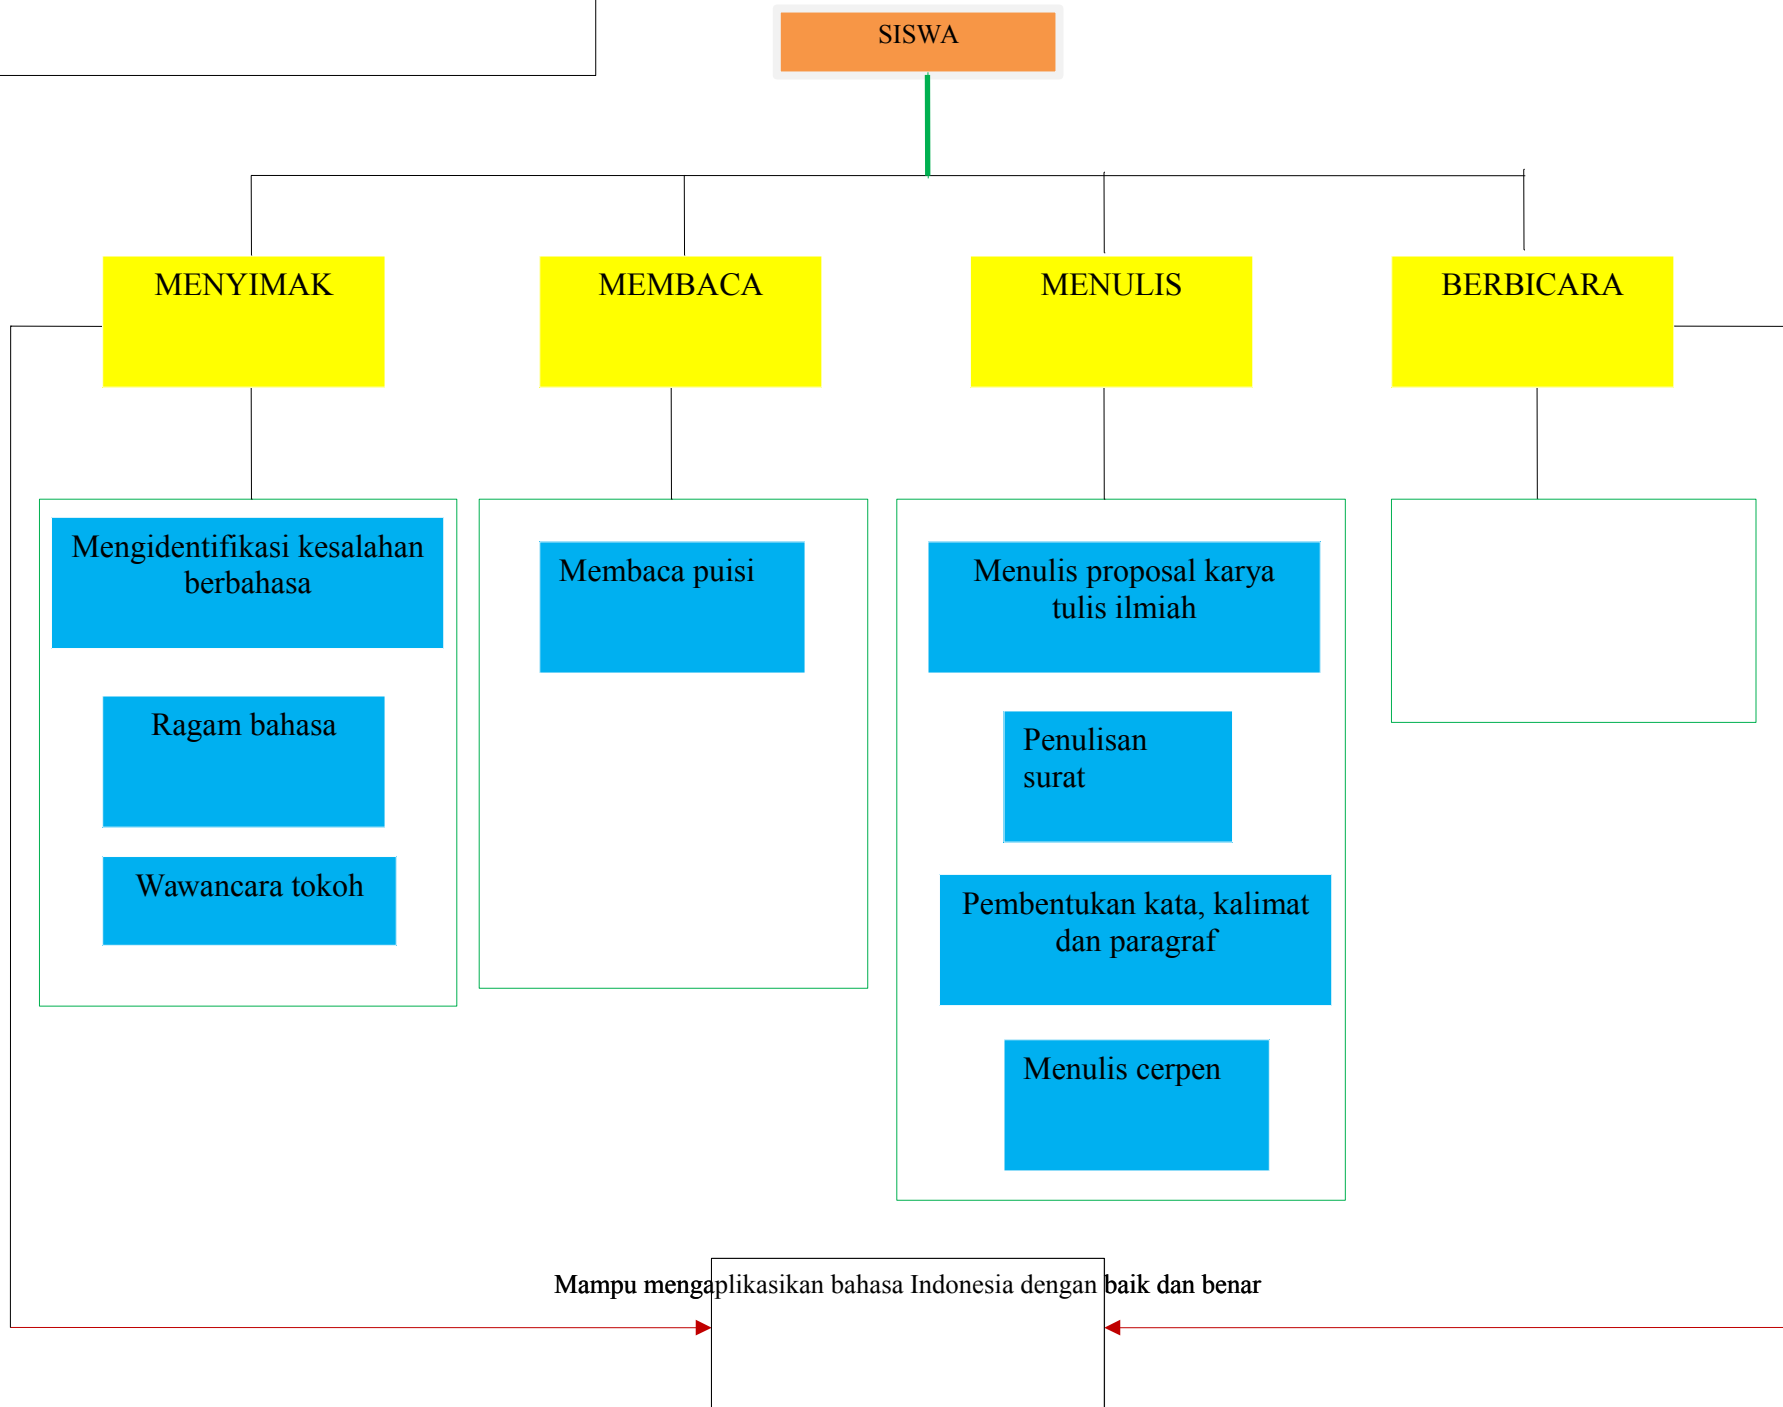 SISWA
MENYIMAK
MEMBACA
MENULIS
BERBICARA
Mengidentifikasi kesalahan
berbahasa
Ragam bahasa
Wawancara tokoh
Membaca puisi
Menulis proposal karya
tulis ilmiah
Penulisan
surat
Pembentukan kata, kalimat
dan paragraf
Menulis cerpen
Mampu mengaplikasikan bahasa Indonesia dengan baik dan benar